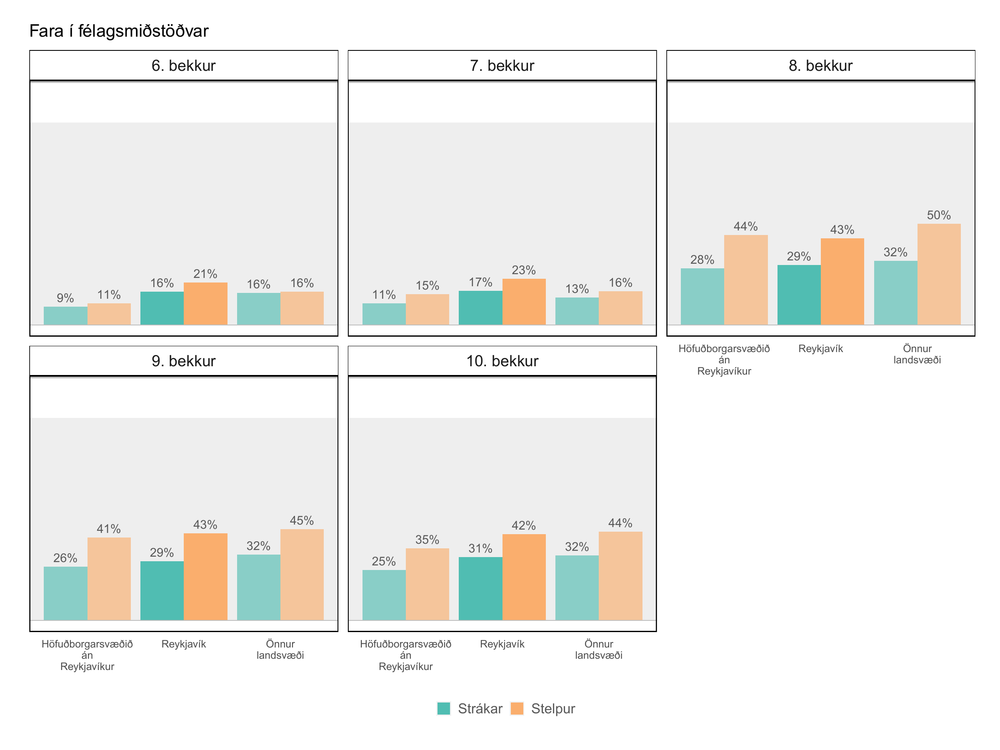 Fara í félagsmiðstöðvar
6. bekkur
9%
11%
16%
21%
16%
16%
7. bekkur
11%
15%
17%
23%
13%
16%
8. bekkur
28%
44%
29%
43%
32%
50%
Höfuðborgarsvæðið
án
Reykjavíkur
Reykjavík
Önnur
landsvæði
9. bekkur
26%
41%
29%
43%
32%
45%
Höfuðborgarsvæðið
án
Reykjavíkur
Reykjavík
Önnur
landsvæði
10. bekkur
25%
35%
31%
42%
32%
44%
Höfuðborgarsvæðið
án
Reykjavíkur
Reykjavík
Önnur
landsvæði
Strákar
Stelpur